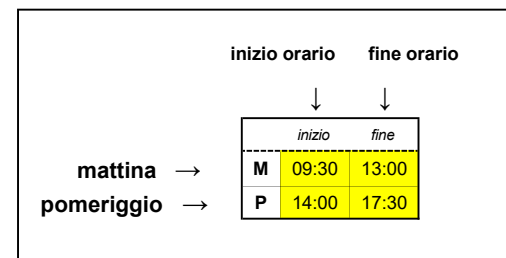 inizio orario fine orario
↓ ↓
inizio fine
mattina → M 09:30 13:00
pomeriggio → P 14:00 17:30